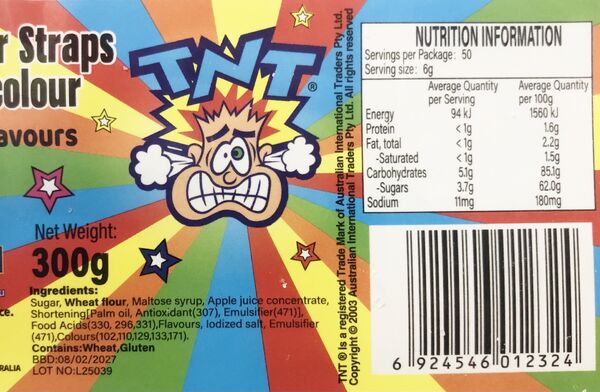 r Straps
olour
avours
TNT®
Net Weight:
300g
Ingredients:
Sugar, Wheat flour, Maltose syrup, Apple juice concentrate,
Shortening[Palm oil, Antioxidant(307), Emulsifier(471)],
Food Acids(330, 296,331),Flavours, Iodized salt, Emulsifier
(471),Colours(102,110,129,133,171).
Contains:Wheat,Gluten
BBD:08/02/2027
LOT NO:L25039
ce.
RALIA
TNT ® Is a registered Trade Mark of Australian International Traders Pty Ltd.
Copyright © 2003 Australian International Traders Pty Ltd. All rights reserved
NUTRITION INFORMATION
Servings per Package: 50
Serving size: 6g
Average Quantity per Serving Average Quantity per 100g
Energy 94 kJ 1560 kJ
Protein <1g 1.6g
Fat, total <1g 2.2g
-Saturated <1g 1.5g
Carbohydrates 5.1g 85.1g
-Sugars 3.7g 62.0g
Sodium 11mg 180mg
6 924546 012324